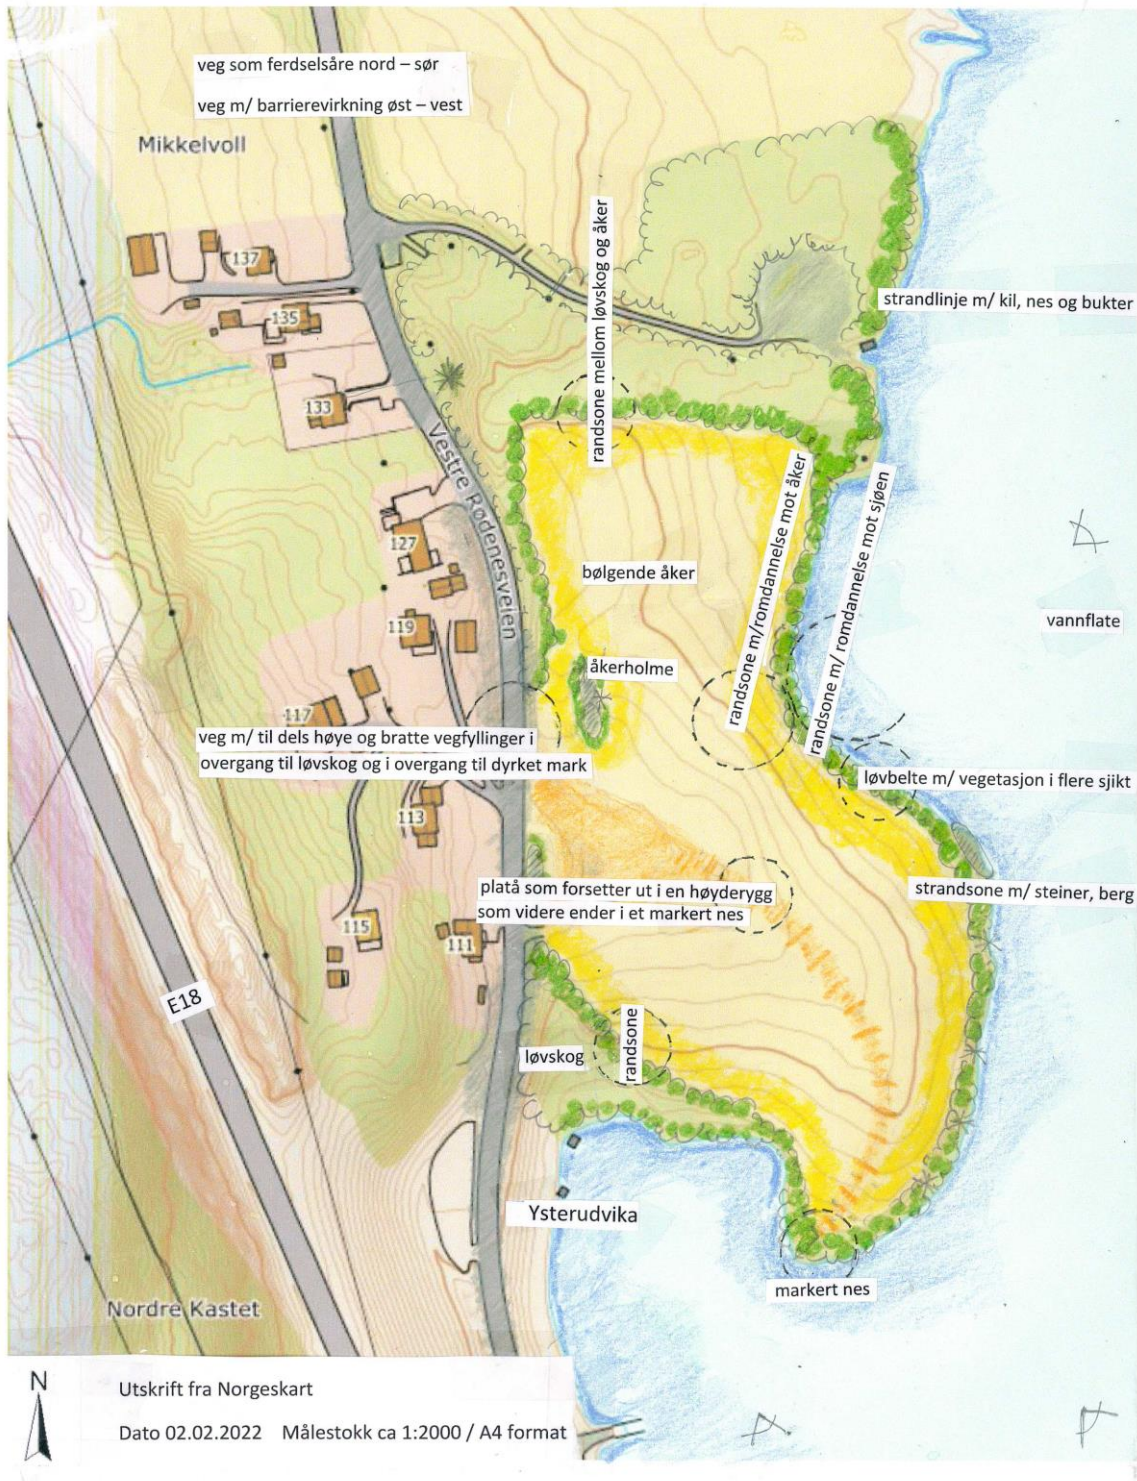 veg som ferdselsåre nord – sør
veg m/ barrierevirkning øst – vest
Mikkelvoll
137
135
133
strandlinje m/ kil, nes og bukter
randsone mellom løvskog og åker
Vestre Rødenesveien
127
119
117
bølgende åker
åkerholme
randsone m/romdannelse mot åker
randsone m/ romdannelse mot sjøen
vannflate
veg m/ til dels høye og bratte vegfyllinger i
overgang til løvskog og i overgang til dyrket mark
løvbelte m/ vegetasjon i flere sjikt
113
115
111
platå som forsetter ut i en høyderygg
som videre ender i et markert nes
strandsone m/ steiner, berg
E18
løvskog
randsone
Ysterudvika
markert nes
Nordre Kastet
N
Utskrift fra Norgeskart
Dato 02.02.2022 Målestokk ca 1:2000 / A4 format